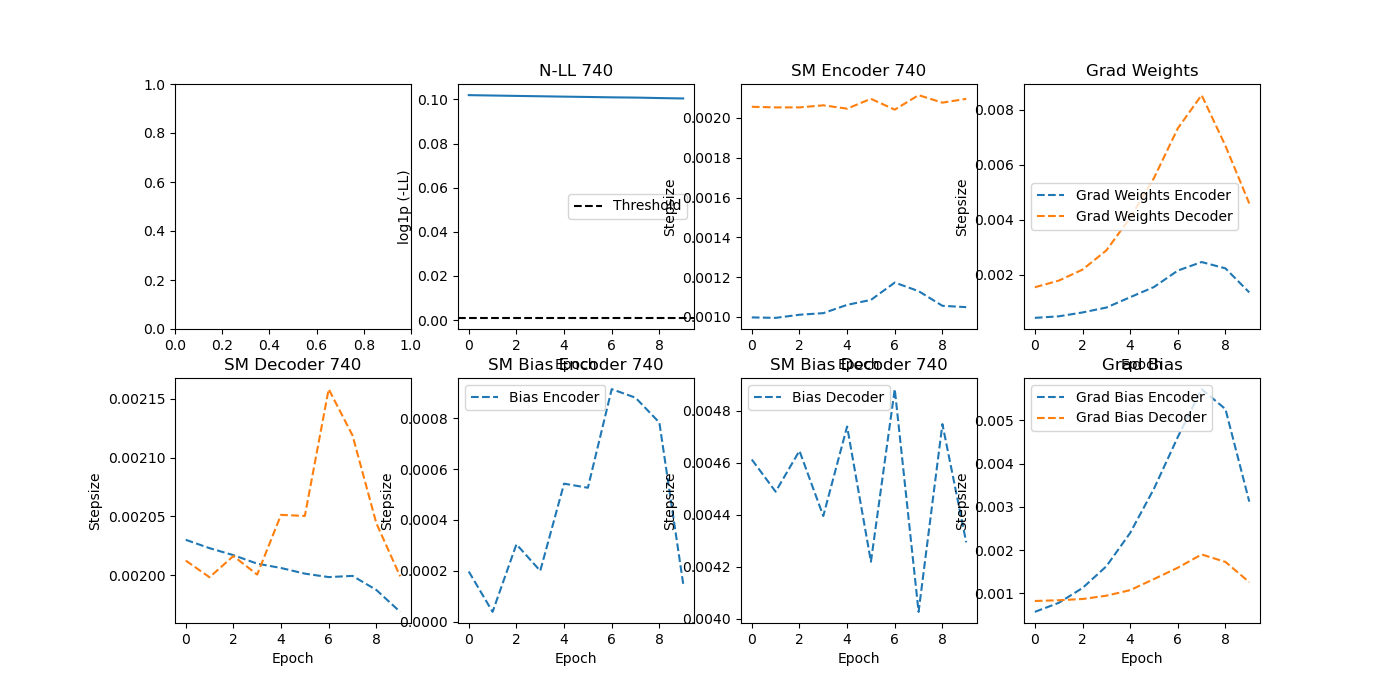 N-LL 740
SM Encoder 740
Grad Weights
1.0
0.8
0.6
0.4
0.2
0.0
0.0 0.2 0.4 0.6 0.8 1.0
log1p (-LL)
0.10
0.08
0.06
0.04
0.02
0.00
Threshold
0 2 4 6 8
Epoch
Stepsize
0.0020
0.0018
0.0016
0.0014
0.0012
0.0010
0 2 4 6 8
Epoch
Stepsize
0.008
0.006
0.004
0.002
Grad Weights Encoder
Grad Weights Decoder
0 2 4 6 8
Epoch
SM Decoder 740
SM Bias Encoder 740
SM Bias Decoder 740
Grad Bias
Stepsize
0.00215
0.00210
0.00205
0.00200
0 2 4 6 8
Epoch
Stepsize
0.0008
0.0006
0.0004
0.0002
0.0000
Bias Encoder
0 2 4 6 8
Epoch
Stepsize
0.0048
0.0046
0.0044
0.0042
0.0040
Bias Decoder
0 2 4 6 8
Epoch
Stepsize
0.005
0.004
0.003
0.002
0.001
Grad Bias Encoder
Grad Bias Decoder
0 2 4 6 8
Epoch